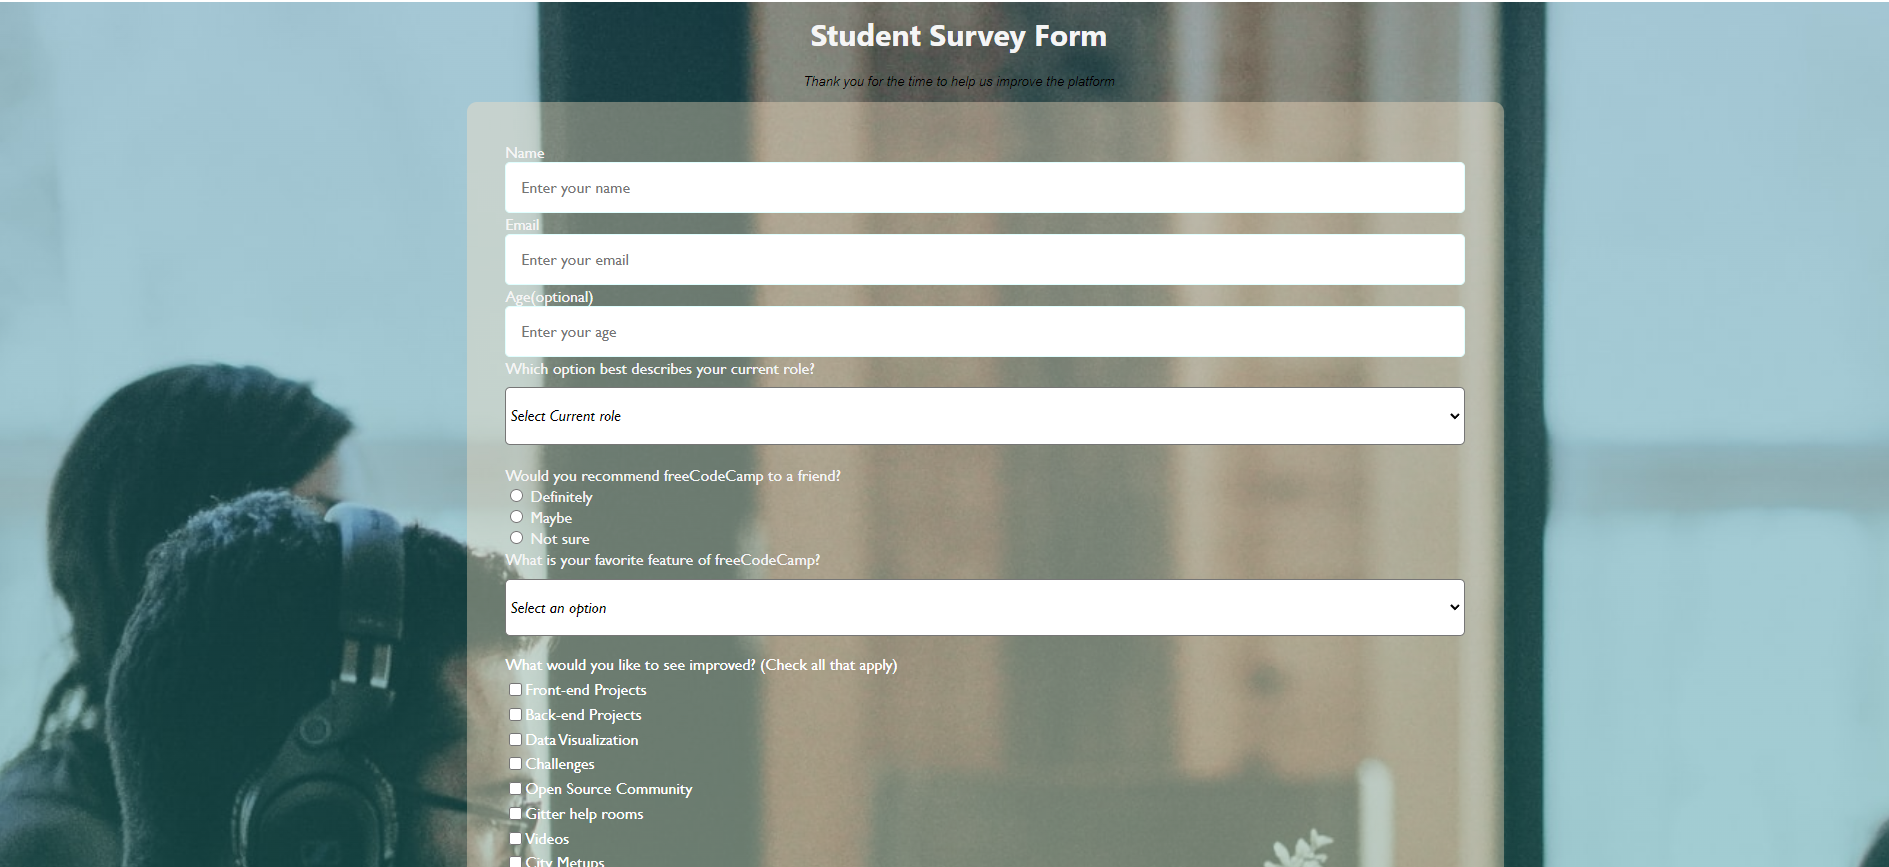 Student Survey Form
Thank you for the time to help us improve the platform
Name
Enter your name
Email
Enter your email
Age(optional)
Enter your age
Which option best describes your current role?
Select Current role
Would you recommend freeCodeCamp to a friend?
Definitely
Maybe
Not sure
What is your favorite feature of freeCodeCamp?
Select an option
What would you like to see improved? (Check all that apply)
Front-end Projects
Back-end Projects
Data Visualization
Challenges
Open Source Community
Gitter help rooms
Videos
City Metups